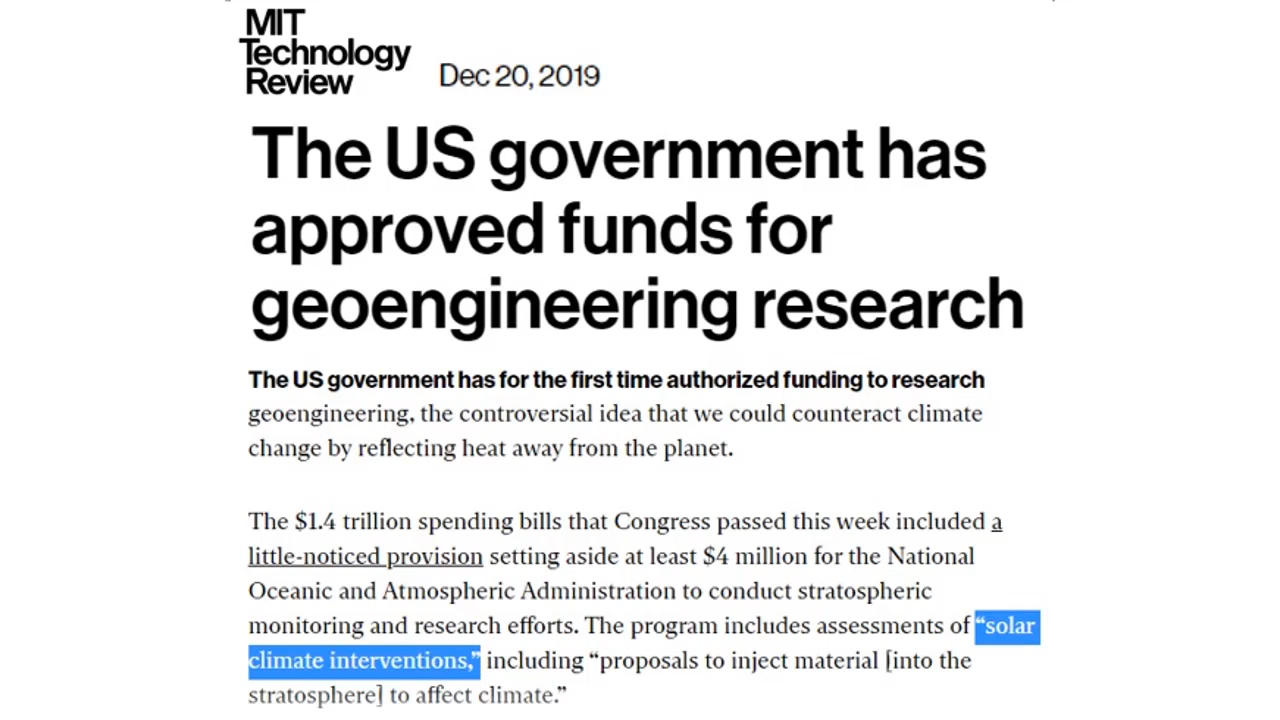 MIT
Technology
Review
Dec 20, 2019
The US government has
approved funds for
geoengineering research
The US government has for the first time authorized funding to research
geoengineering, the controversial idea that we could counteract climate
change by reflecting heat away from the planet.
The $1.4 trillion spending bills that Congress passed this week included a
little-noticed provision setting aside at least $4 million for the National
Oceanic and Atmospheric Administration to conduct stratospheric
monitoring and research efforts. The program includes assessments of “solar
climate interventions,” including “proposals to inject material [into the
stratosphere] to affect climate.”